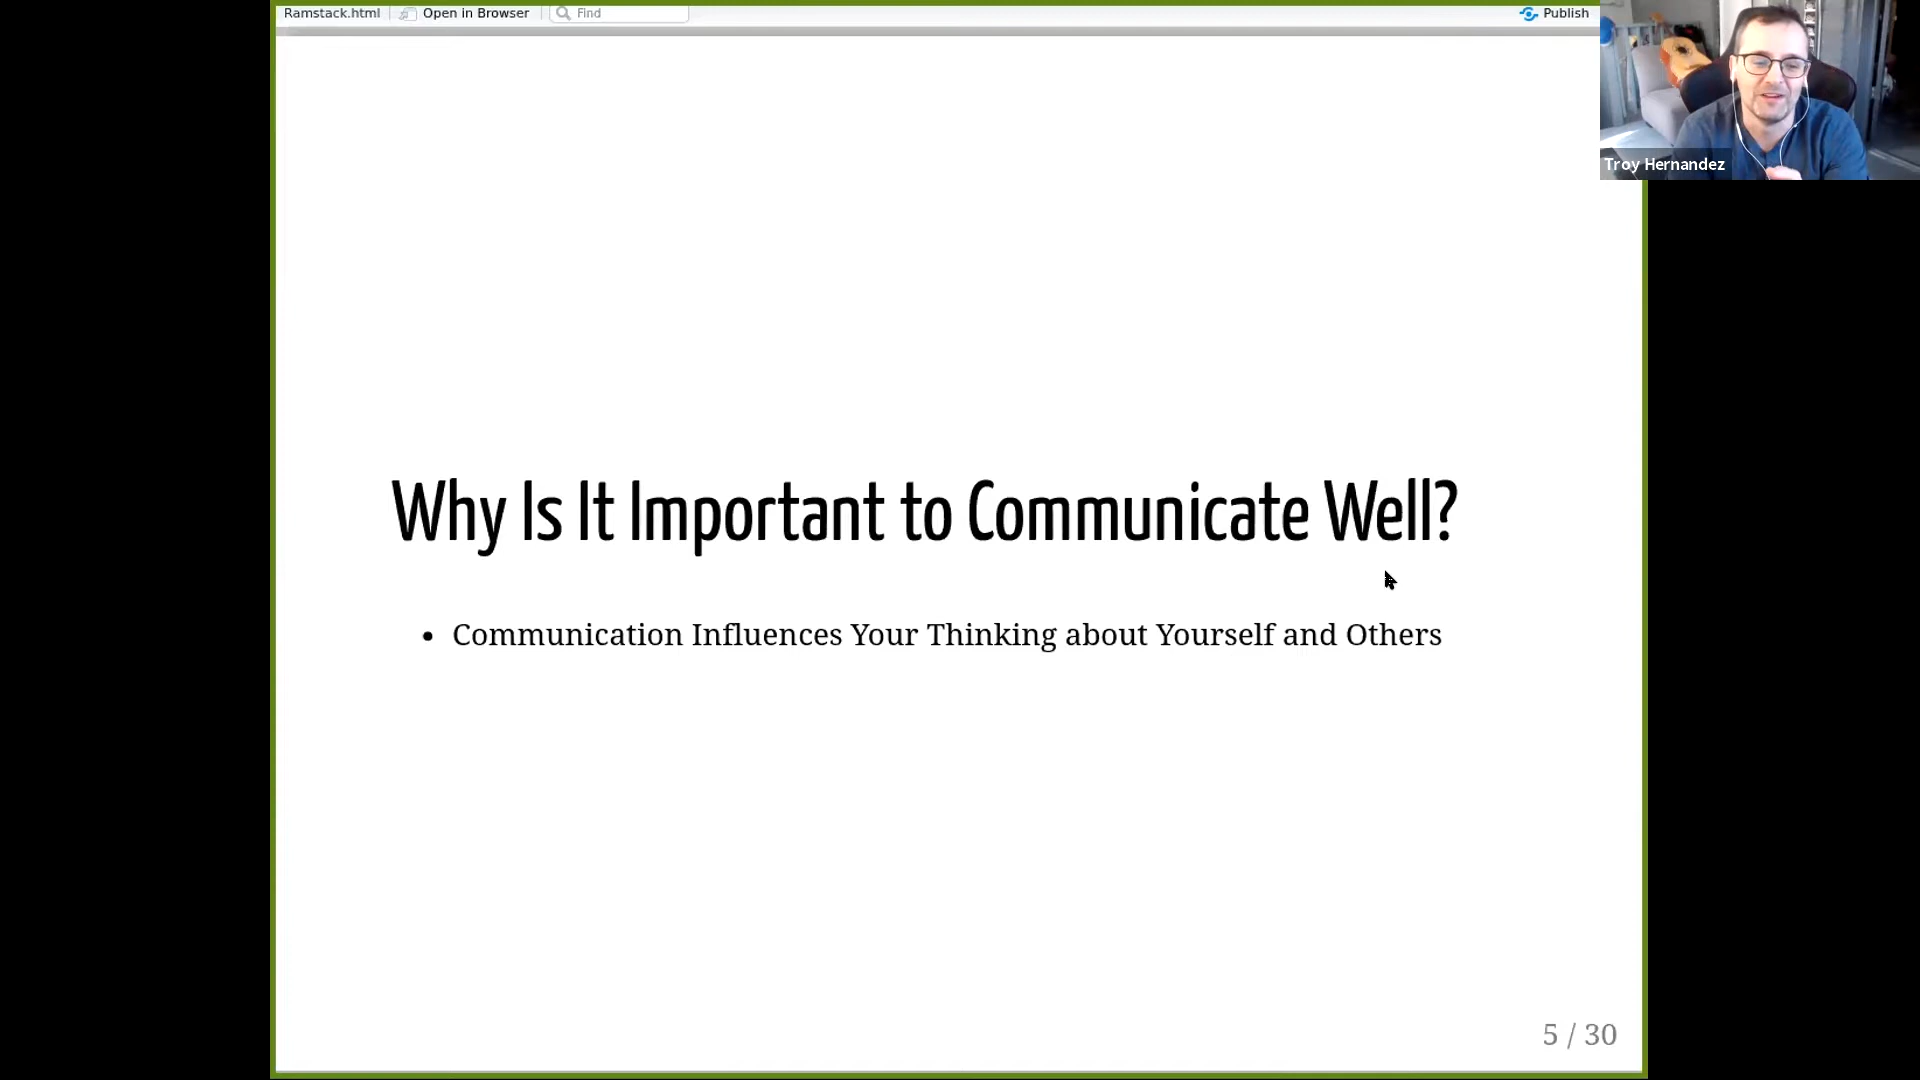 Ramstack.html
Open in Browser
Find
Publish
Troy Hernandez
Why Is It Important to Communicate Well?
• Communication Influences Your Thinking about Yourself and Others
5 / 30